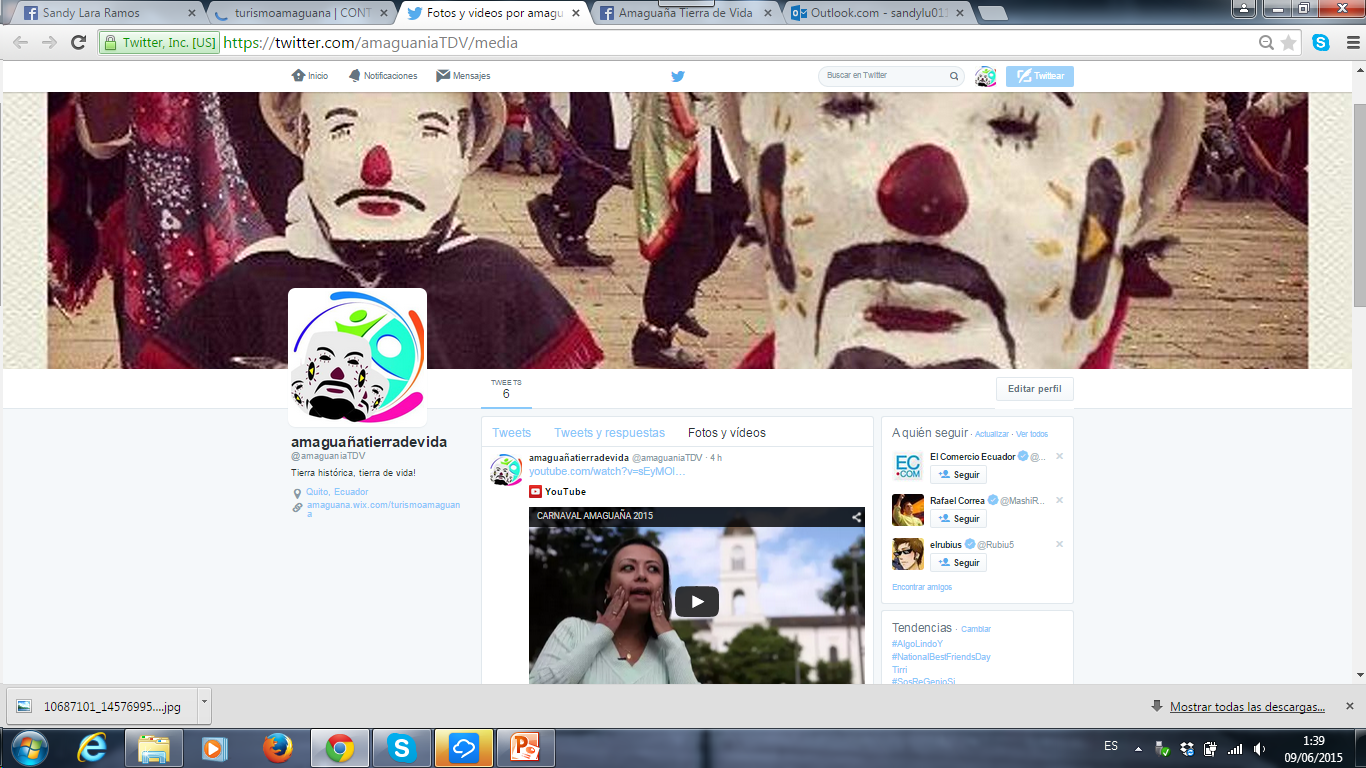 Sandy Lara Ramos
turismoamaguana | CONT
Fotos y videos por amagu
Amaguaña Tierra de Vida
Outlook.com - sandylu011
Twitter, Inc. [US]
https://twitter.com/amaguaniaTDV/media
Inicio
Notificaciones
Mensajes
Buscar en Twitter
Twittear
TWEETS
6
Editar perfil
amaguañatierradevida
@amaguaniaTDV
Tierra histórica, tierra de vida!
Quito, Ecuador
amaguana.wix.com/turismoamaguan
a
Tweets
Tweets y respuestas
Fotos y vídeos
amaguañatierradevida @amaguaniaTDV · 4 h
youtube.com/watch?v=sEyMOl…
YouTube
CARNAVAL AMAGUAÑA 2015
A quién seguir · Actualizar · Ver todos
EC
.COM
El Comercio Ecuador @...
Seguir
Rafael Correa @MashiR...
Seguir
elrubius @Rubiu5
Seguir
Encontrar amigos
Tendencias · Cambiar
#AlgoLindoY
#NationalBestFriendsDay
Tirri
#SosReGenioSi
10687101_14576995....jpg
Mostrar todas las descargas...
ES
1:39
09/06/2015